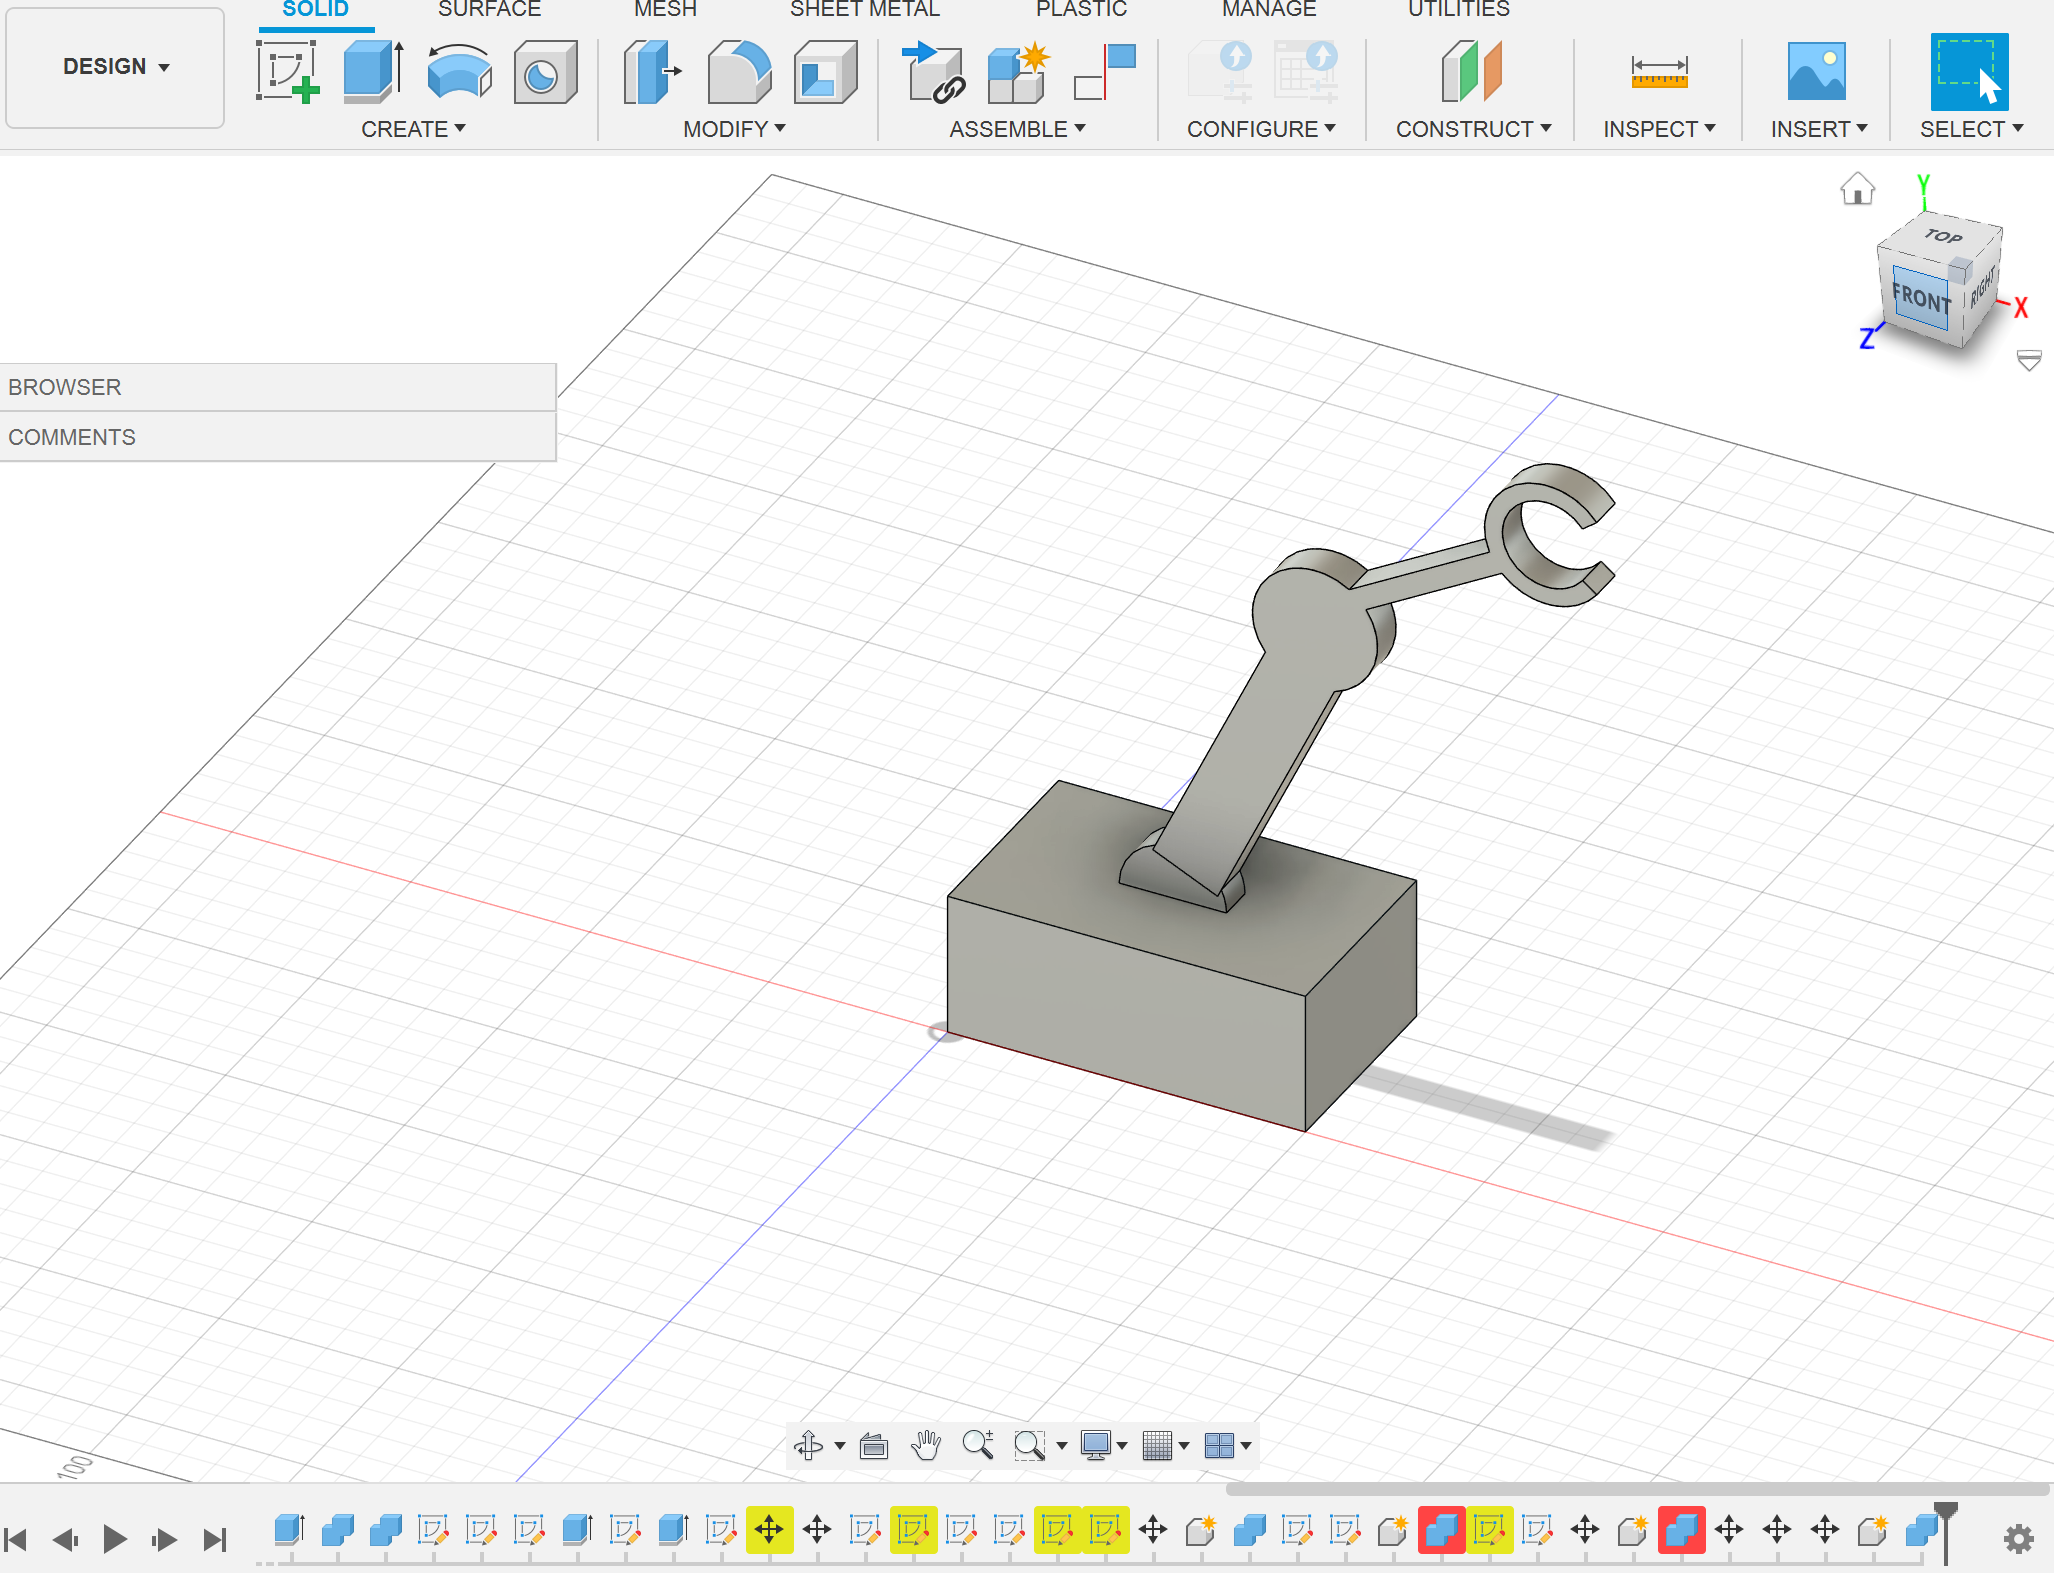 SOLID SURFACE MESH SHEET METAL PLASTIC MANAGE UTILITIES
DESIGN
CREATE MODIFY ASSEMBLE CONFIGURE CONSTRUCT INSPECT INSERT SELECT
Y
TOP
FRONT
RIGHT
X
Z
BROWSER
COMMENTS
100